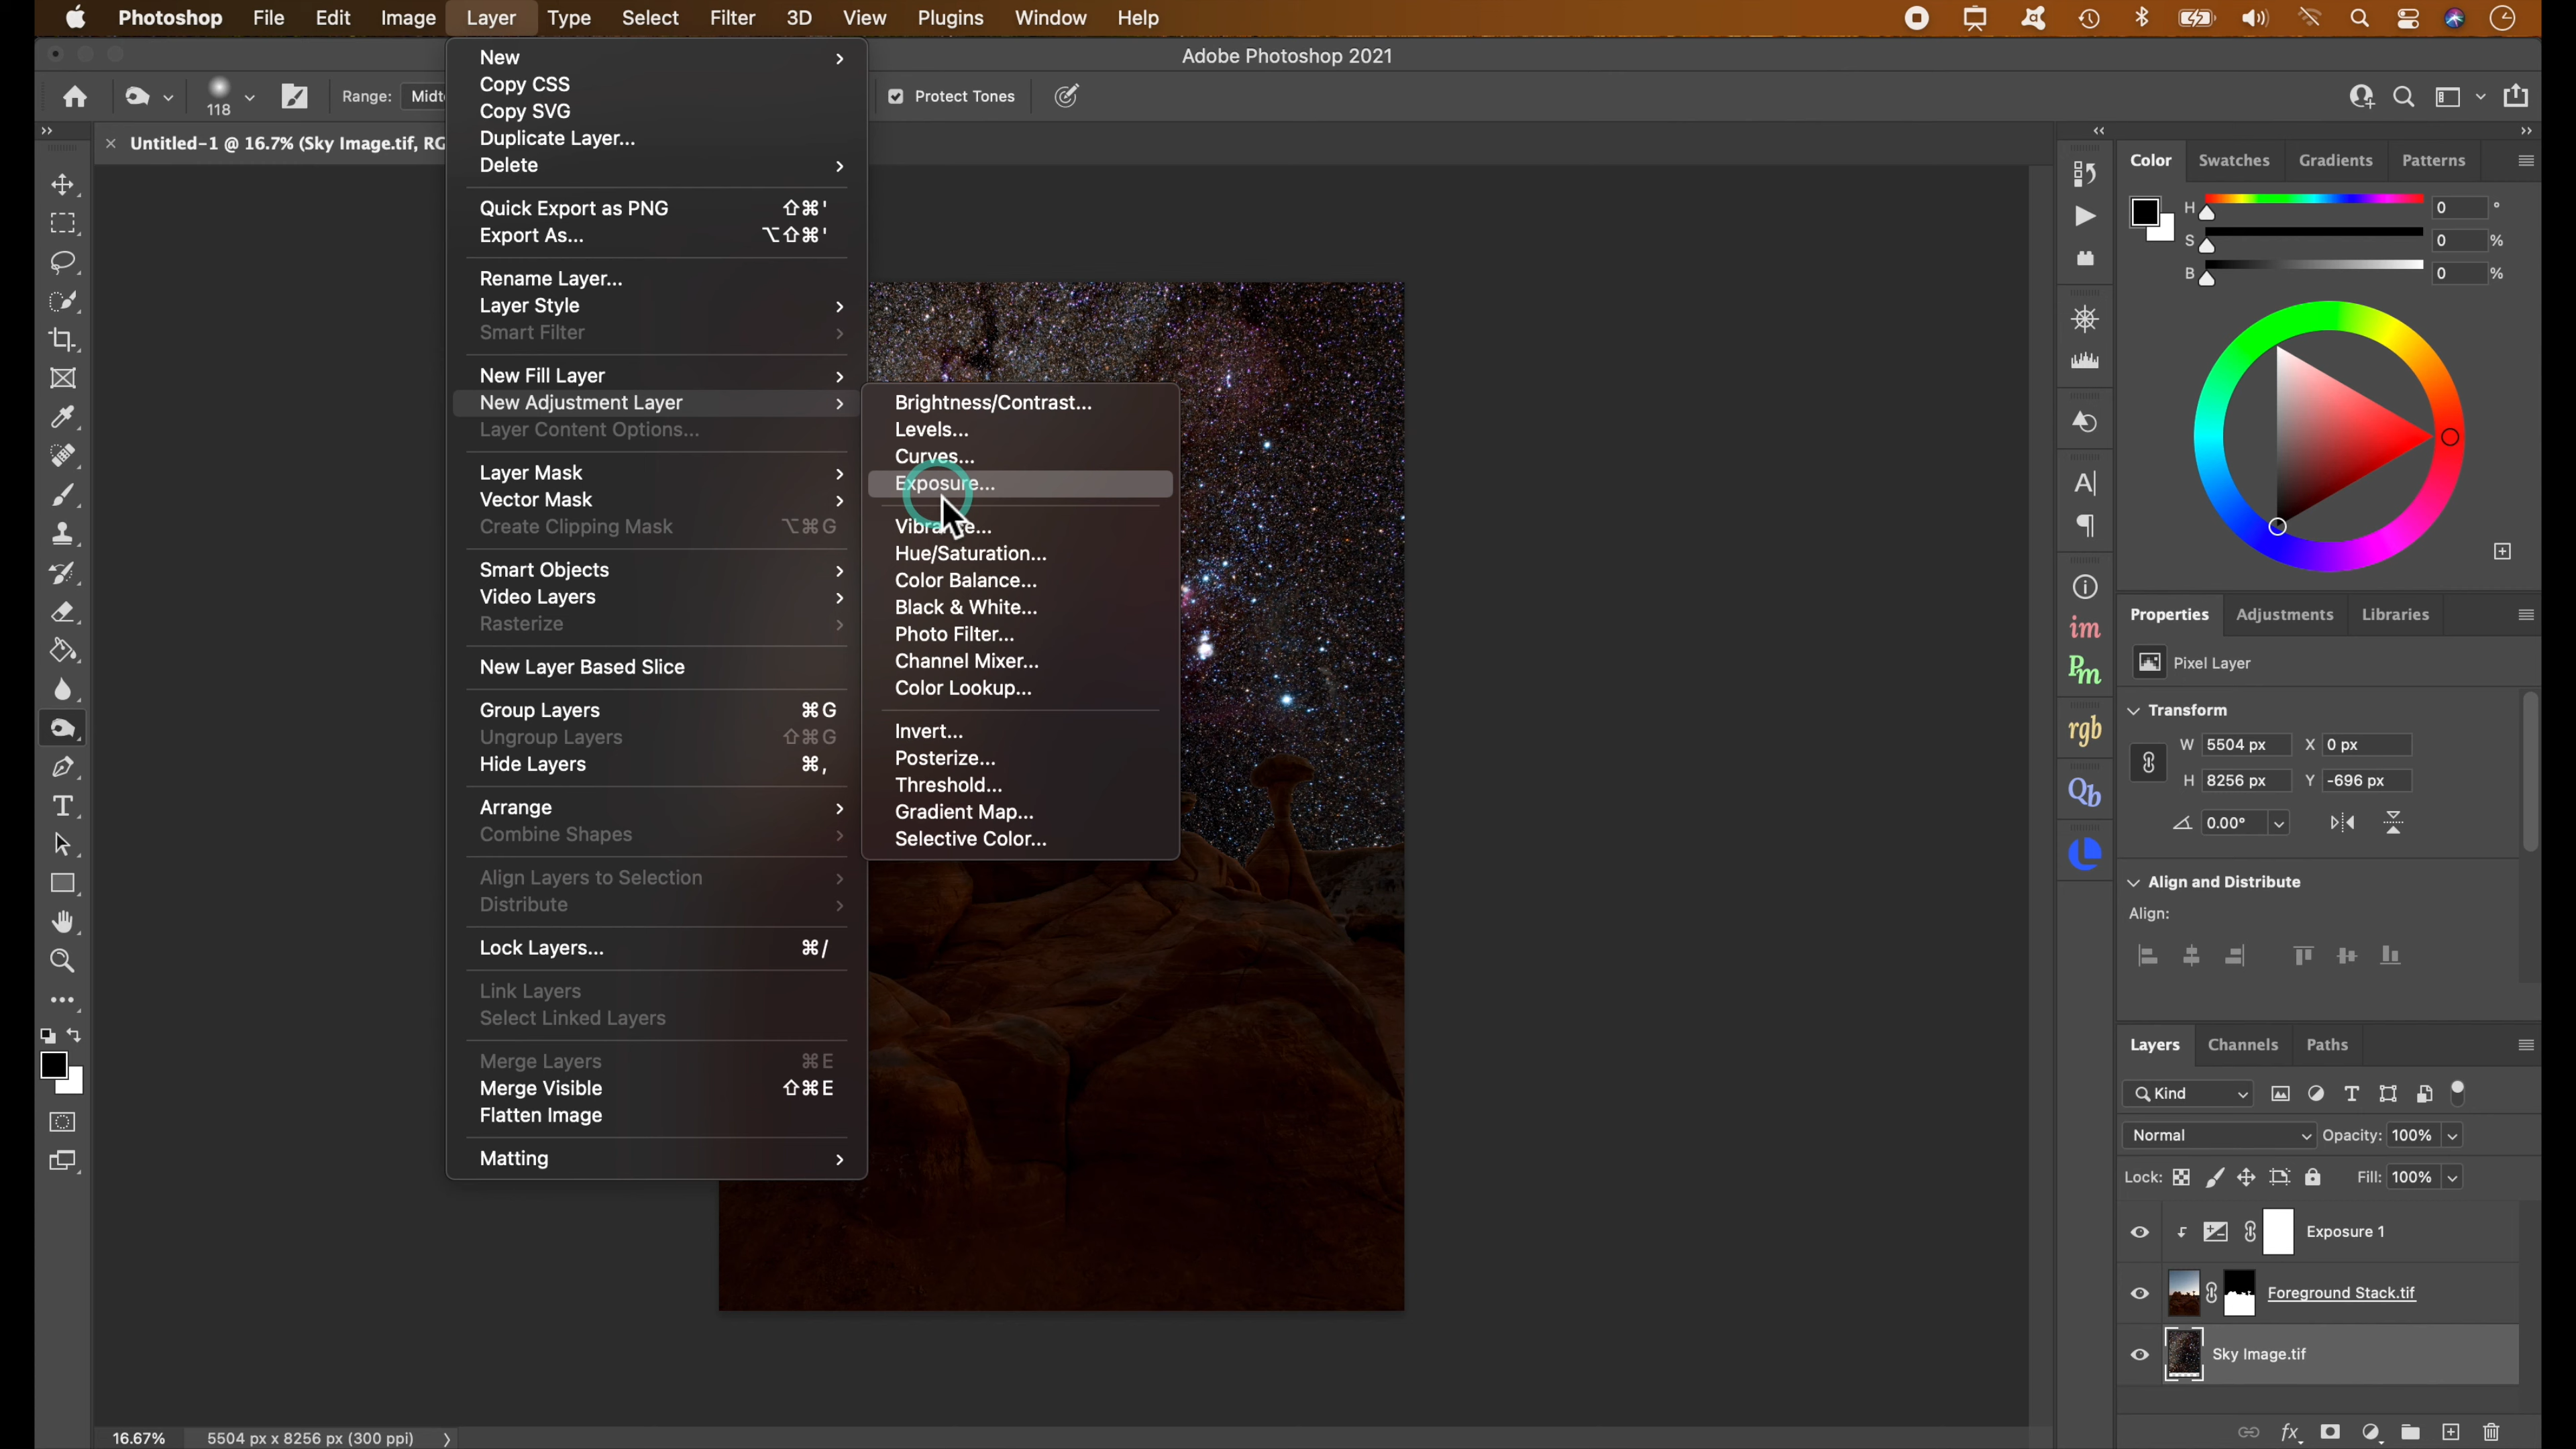 Photoshop File Edit Image Layer Type Select Filter 3D View Plugins Window Help
Adobe Photoshop 2021
118 Range: Protect Tones
Untitled-1 @ 16.7% (Sky Image.tif,
New
Copy CSS
Copy SVG
Duplicate Layer...
Delete
Quick Export as PNG ⇧⌘'
Export As... ⌥⇧⌘'
Rename Layer...
Layer Style
Smart Filter
New Fill Layer
New Adjustment Layer
Layer Content Options...
Layer Mask
Vector Mask
Create Clipping Mask ⌥⌘G
Smart Objects
Video Layers
Rasterize
New Layer Based Slice
Group Layers ⌘G
Ungroup Layers ⇧⌘G
Hide Layers ⌘,
Arrange
Combine Shapes
Align Layers to Selection
Distribute
Lock Layers... ⌘/
Link Layers
Select Linked Layers
Merge Layers ⌘E
Merge Visible ⇧⌘E
Flatten Image
Matting
Brightness/Contrast...
Levels...
Curves...
Exposure...
Hue/Saturation...
Color Balance...
Black & White...
Photo Filter...
Channel Mixer...
Color Lookup...
Invert...
Posterize...
Threshold...
Gradient Map...
Selective Color...
Color Swatches Gradients Patterns
H 0 °
S 0 %
B 0 %
im
Pm
rgb
Qb
Properties Adjustments Libraries
Pixel Layer
Transform
W 5504 px X 0 px
H 8256 px Y -696 px
0.00°
Align and Distribute
Align:
Layers Channels Paths
Kind
Normal Opacity: 100%
Lock: Fill: 100%
Exposure 1
Foreground Stack.tif
Sky Image.tif
fx
16.67% 5504 px x 8256 px (300 ppi)